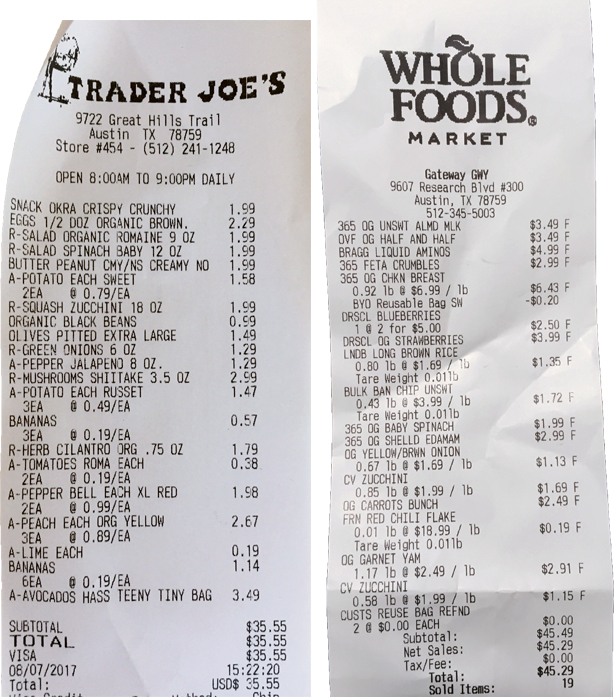 TRADER JOE'S
9722 Great Hills Trail
Austin TX 78759
Store #454 - (512) 241-1248
OPEN 8:00AM TO 9:00PM DAILY
SNACK OKRA CRISPY CRUNCHY 1.99
EGGS 1/2 DOZ ORGANIC BROWN. 2.29
R-SALAD ORGANIC ROMAINE 9 OZ 1.99
R-SALAD SPINACH BABY 12 OZ 1.99
BUTTER PEANUT CMY/NS CREAMY NO 1.99
A-POTATO EACH SWEET 1.58
2EA @ 0.79/EA
R-SQUASH ZUCCHINI 18 OZ 1.99
ORGANIC BLACK BEANS 0.99
OLIVES PITTED EXTRA LARGE 1.49
R-GREEN ONIONS 6 OZ 1.29
A-PEPPER JALAPENO 8 OZ. 1.29
R-MUSHROOMS SHIITAKE 3.5 OZ 2.99
A-POTATO EACH RUSSET 1.47
3EA @ 0.49/EA
BANANAS 0.57
3EA @ 0.19/EA
R-HERB CILANTRO ORG .75 OZ 1.79
A-TOMATOES ROMA EACH 0.38
2EA @ 0.19/EA
A-PEPPER BELL EACH XL RED 1.98
2EA @ 0.99/EA
A-PEACH EACH ORG YELLOW 2.67
3EA @ 0.89/EA
A-LIME EACH 0.19
BANANAS 1.14
6EA @ 0.19/EA
A-AVOCADOS HASS TEENY TINY BAG 3.49
SUBTOTAL $35.55
TOTAL $35.55
VISA $35.55
08/07/2017 15:22:20
Total: USD$ 35.55
WHOLE
FOODS®
MARKET
Gateway GWY
9607 Research Blvd #300
Austin, TX 78759
512-345-5003
365 OG UNSWT ALMD MLK $3.49 F
OVF OG HALF AND HALF $3.49 F
BRAGG LIQUID AMINOS $4.99 F
365 FETA CRUMBLES $2.99 F
365 OG CHKN BREAST
0.92 lb @ $6.99 / lb $6.43 F
BYO Reusable Bag SW -$0.20
DRSCL BLUEBERRIES
1 @ 2 for $5.00 $2.50 F
DRSCL OG STRAWBERRIES $3.99 F
LNDB LONG BROWN RICE
0.80 lb @ $1.69 / lb $1.35 F
Tare Weight 0.01lb
BULK BAN CHIP UNSWT
0.43 lb @ $3.99 / lb $1.72 F
Tare Weight 0.01lb
365 OG BABY SPINACH $1.99 F
365 OG SHELLD EDAMAM $2.99 F
OG YELLOW/BRWN ONION
0.67 lb @ $1.69 / lb $1.13 F
CV ZUCCHINI
0.85 lb @ $1.99 / lb $1.69 F
OG CARROTS BUNCH $2.49 F
FRN RED CHILI FLAKE
0.01 lb @ $18.99 / lb $0.19 F
Tare Weight 0.01lb
OG GARNET YAM
1.17 lb @ $2.49 / lb $2.91 F
CV ZUCCHINI
0.58 lb @ $1.99 / lb $1.15 F
CUSTS REUSE BAG REFND
2 @ $0.00 EACH $0.00
Subtotal: $45.49
Net Sales: $45.29
Tax/Fee: $0.00
Total: $45.29
Sold Items: 19